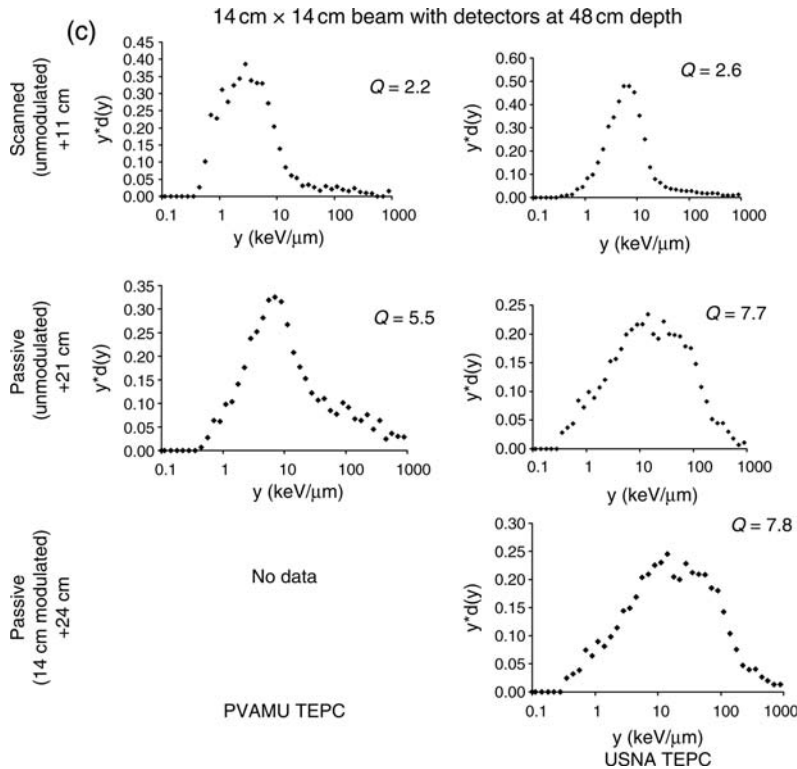 (c)
14 cm × 14 cm beam with detectors at 48 cm depth
Scanned
(unmodulated)
+11 cm
y*d(y)
0.45
0.40
0.35
0.30
0.25
0.20
0.15
0.10
0.05
0.00
Q = 2.2
0.1 1 10 100 1000
y (keV/μm)
y*d(y)
0.60
0.50
0.40
0.30
0.20
0.10
0.00
Q = 2.6
0.1 1 10 100 1000
y (keV/μm)
Passive
(unmodulated)
+21 cm
y*d(y)
0.35
0.30
0.25
0.20
0.15
0.10
0.05
0.00
Q = 5.5
0.1 1 10 100 1000
y (keV/μm)
y*d(y)
0.25
0.20
0.15
0.10
0.05
0.00
Q = 7.7
0.1 1 10 100 1000
y (keV/μm)
Passive
(14 cm modulated)
+24 cm
No data
PVAMU TEPC
y*d(y)
0.30
0.25
0.20
0.15
0.10
0.05
0.00
Q = 7.8
0.1 1 10 100 1000
y (keV/μm)
USNA TEPC